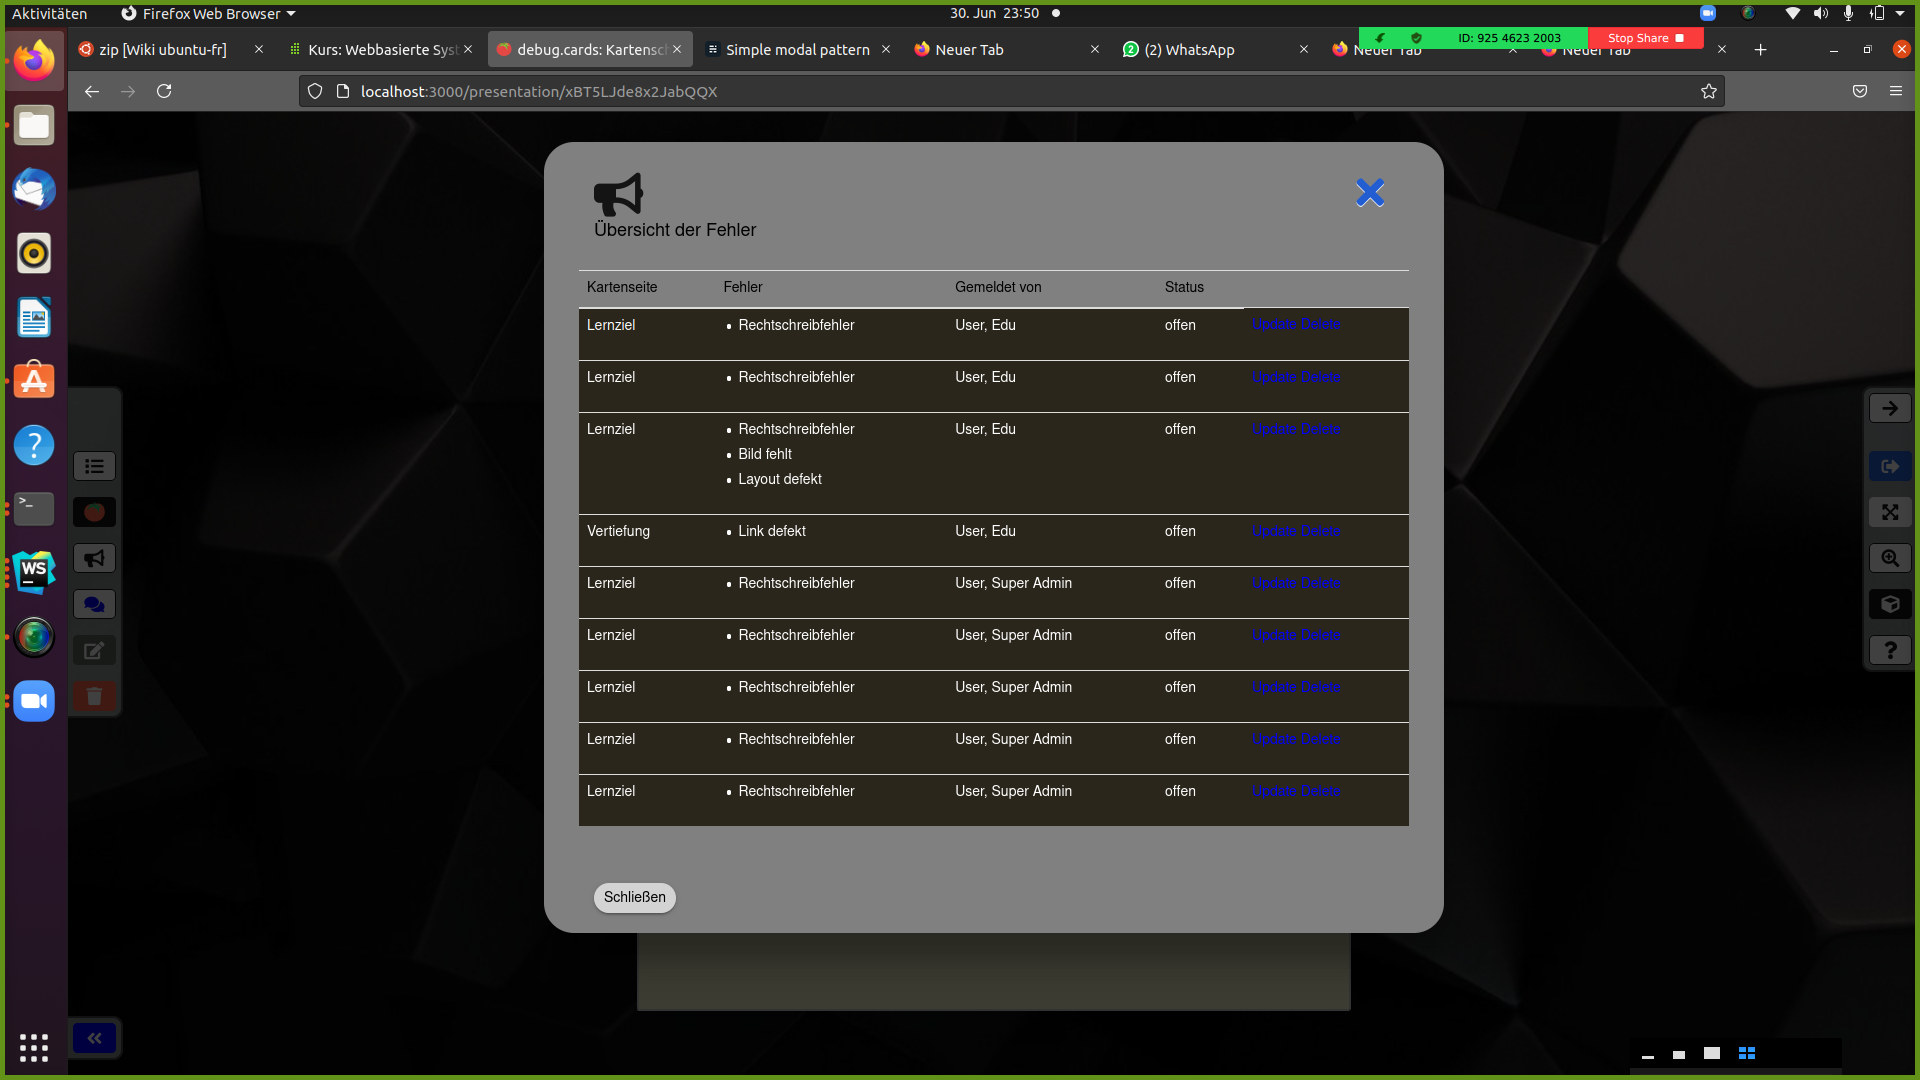 Aktivitäten Firefox Web Browser 30. Jun 23:50
zip [Wiki ubuntu-fr] Kurs: Webbasierte Syst debug.cards: Kartensch Simple modal pattern Neuer Tab (2) WhatsApp Neuer Tab Neuer Tab
ID: 925 4623 2003 Stop Share
localhost:3000/presentation/xBT5LJde8x2JabQQX
Übersicht der Fehler
Kartenseite Fehler Gemeldet von Status
Lernziel • Rechtschreibfehler User, Edu offen Update Delete
Lernziel • Rechtschreibfehler User, Edu offen Update Delete
Lernziel • Rechtschreibfehler User, Edu offen Update Delete
• Bild fehlt
• Layout defekt
Vertiefung • Link defekt User, Edu offen Update Delete
Lernziel • Rechtschreibfehler User, Super Admin offen Update Delete
Lernziel • Rechtschreibfehler User, Super Admin offen Update Delete
Lernziel • Rechtschreibfehler User, Super Admin offen Update Delete
Lernziel • Rechtschreibfehler User, Super Admin offen Update Delete
Lernziel • Rechtschreibfehler User, Super Admin offen Update Delete
Schließen
WS